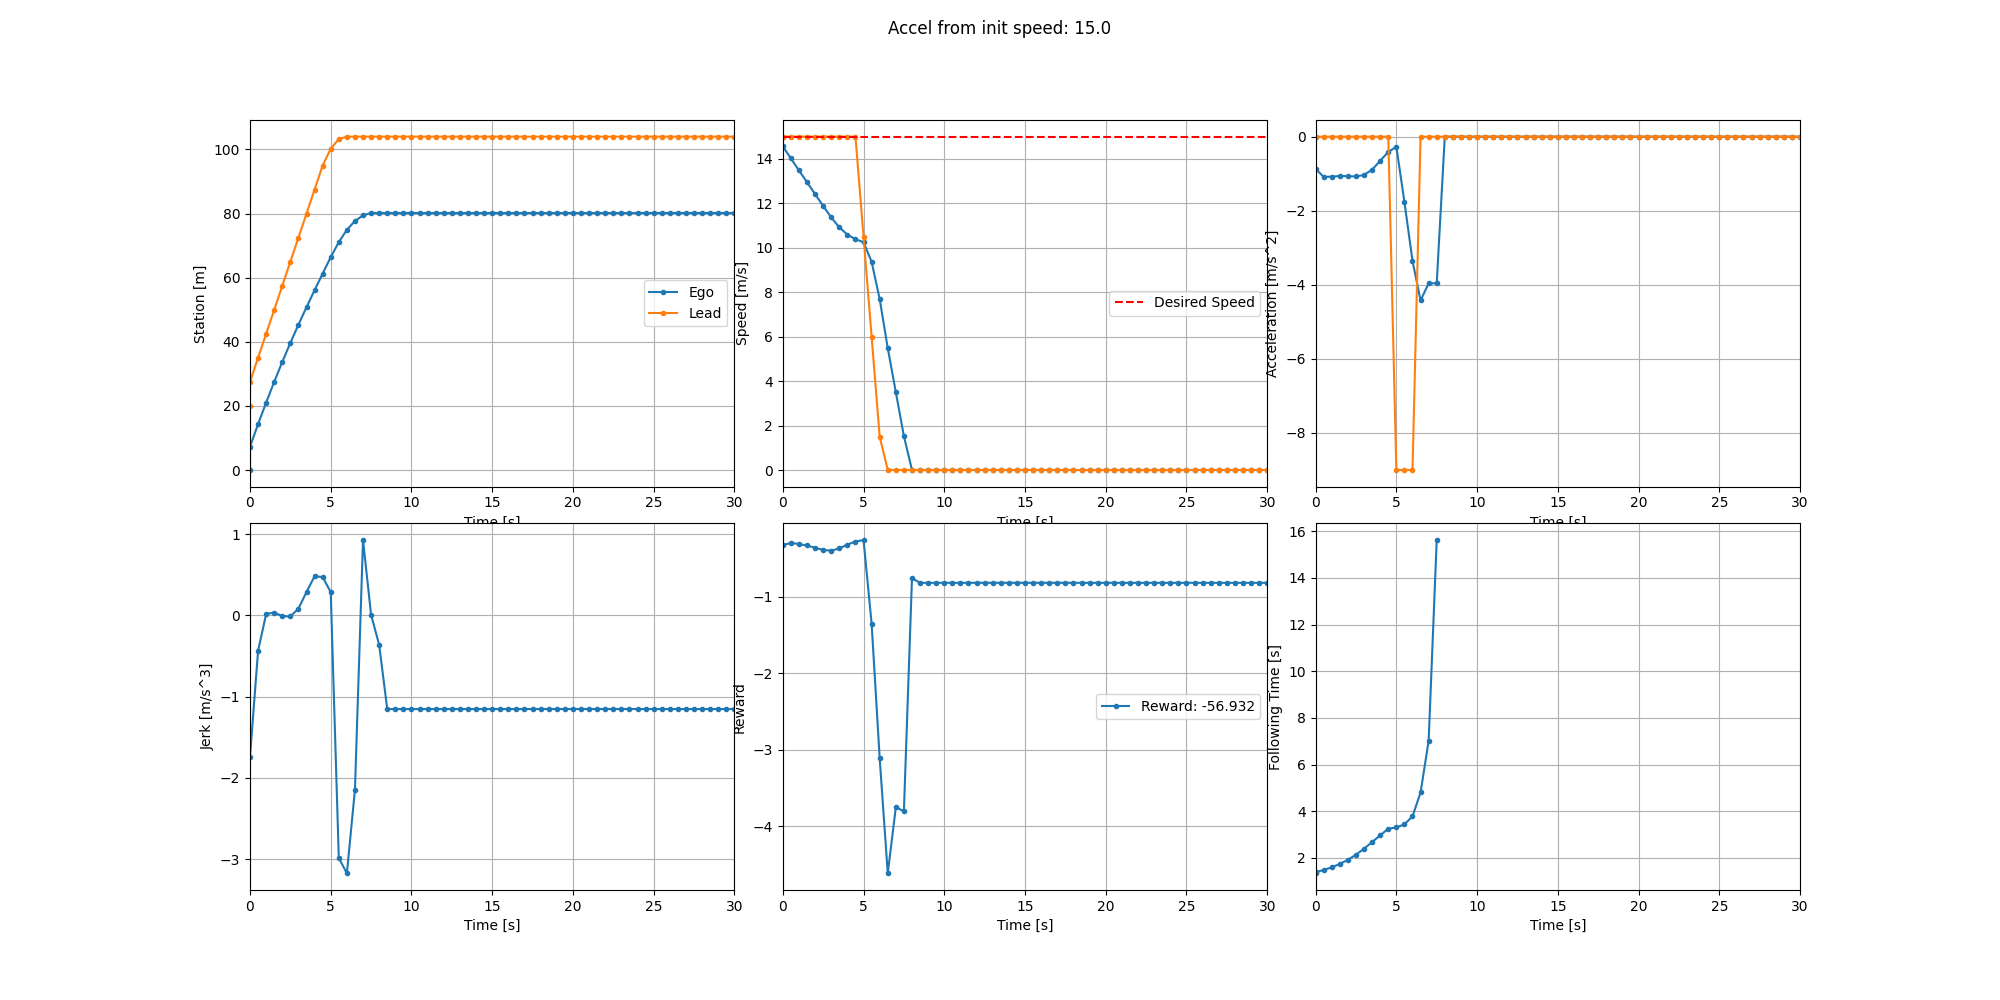 Accel from init speed: 15.0
Station [m]
100
80
60
40
20
0
0 5 10 15 20 25 30
Time [s]
Ego
Lead
Speed [m/s]
14
12
10
8
6
4
2
0
0 5 10 15 20 25 30
Time [s]
Desired Speed
Acceleration [m/s^2]
0
−2
−4
−6
−8
0 5 10 15 20 25 30
Time [s]
Jerk [m/s^3]
1
0
−1
−2
−3
0 5 10 15 20 25 30
Time [s]
Reward
−1
−2
−3
−4
0 5 10 15 20 25 30
Time [s]
Reward: -56.932
Following Time [s]
16
14
12
10
8
6
4
2
0 5 10 15 20 25 30
Time [s]